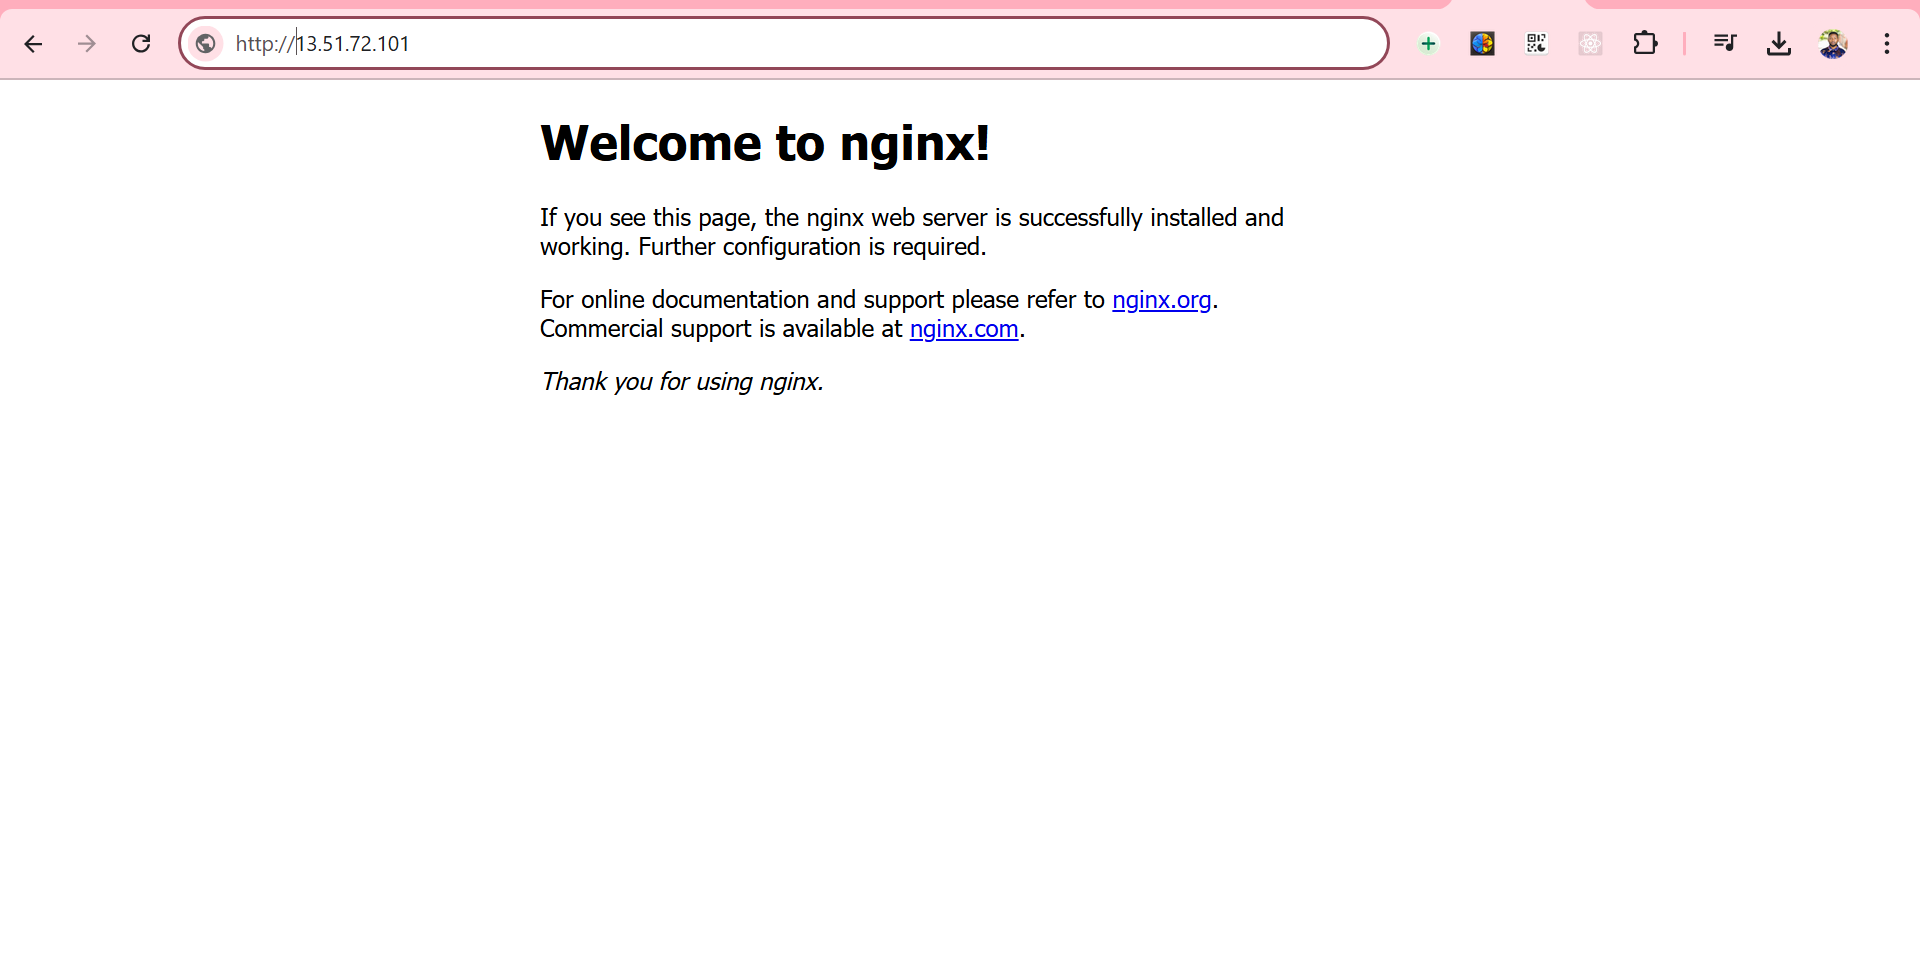 http://13.51.72.101
Welcome to nginx!
If you see this page, the nginx web server is successfully installed and
working. Further configuration is required.
For online documentation and support please refer to nginx.org.
Commercial support is available at nginx.com.
Thank you for using nginx.